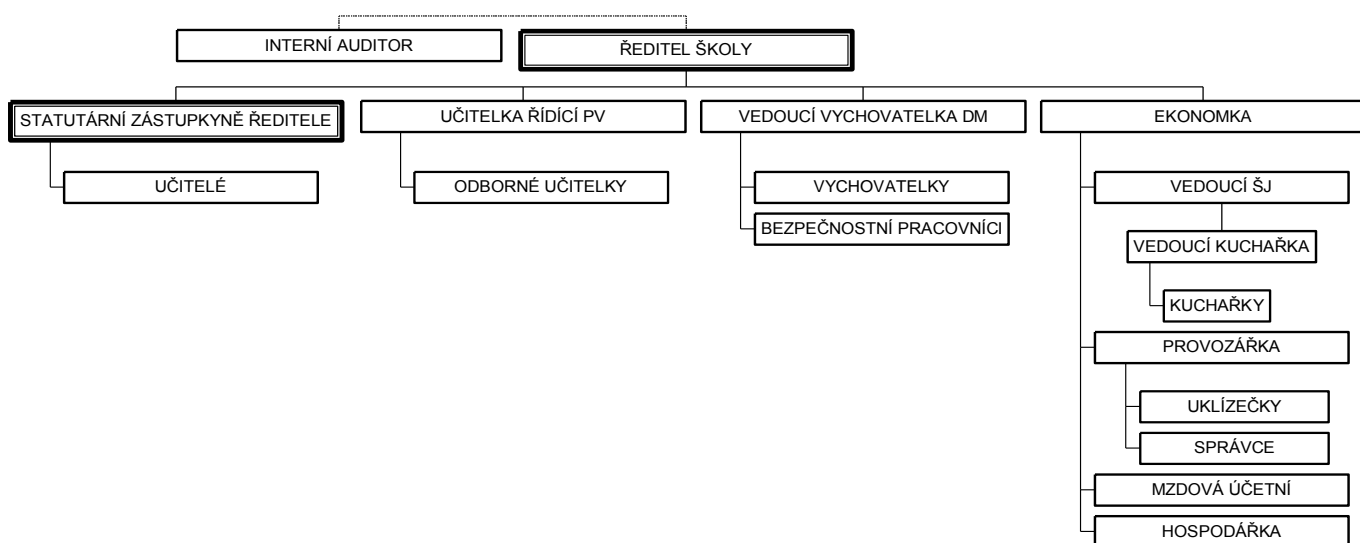 INTERNÍ AUDITOR
ŘEDITEL ŠKOLY
STATUTÁRNÍ ZÁSTUPKYNĚ ŘEDITELE
UČITELKA ŘÍDÍCÍ PV
VEDOUCÍ VYCHOVATELKA DM
EKONOMKA
UČITELÉ
ODBORNÉ UČITELKY
VYCHOVATELKY
VEDOUCÍ ŠJ
BEZPEČNOSTNÍ PRACOVNÍCI
VEDOUCÍ KUCHAŘKA
KUCHAŘKY
PROVOZÁŘKA
UKLÍZEČKY
SPRÁVCE
MZDOVÁ ÚČETNÍ
HOSPODÁŘKA